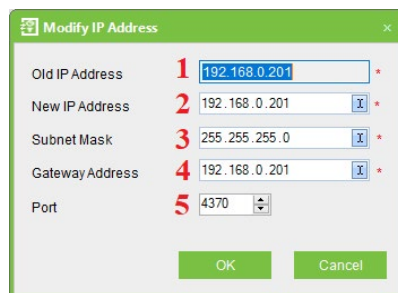 Modify IP Address
Old IP Address 1 192.168.0.201 *
New IP Address 2 192.168.0.201 *
Subnet Mask 3 255.255.255.0 *
Gateway Address 4 192.168.0.201 *
Port 5 4370
OK Cancel